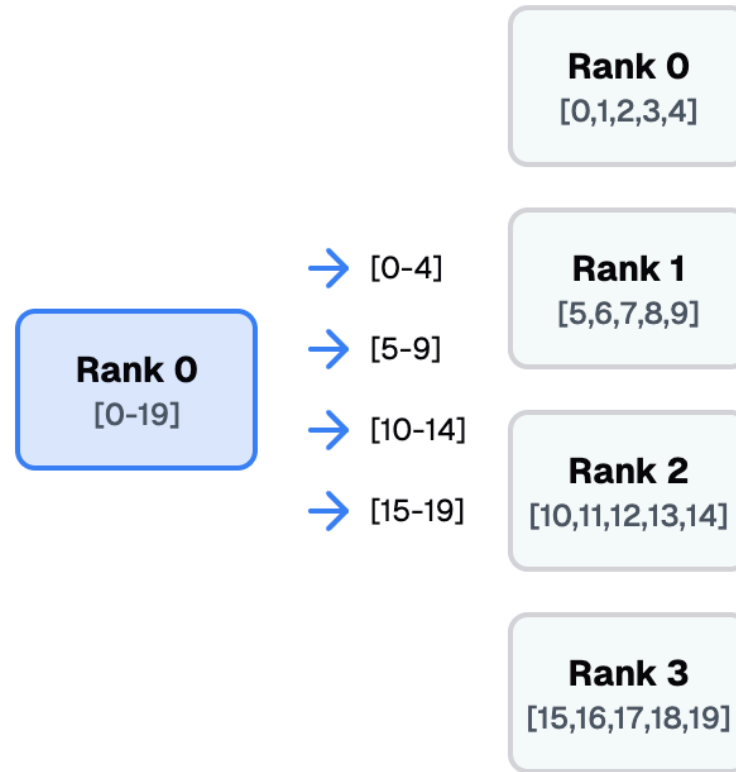 Rank 0
[0-19]
[0-4]
[5-9]
[10-14]
[15-19]
Rank 0
[0,1,2,3,4]
Rank 1
[5,6,7,8,9]
Rank 2
[10,11,12,13,14]
Rank 3
[15,16,17,18,19]